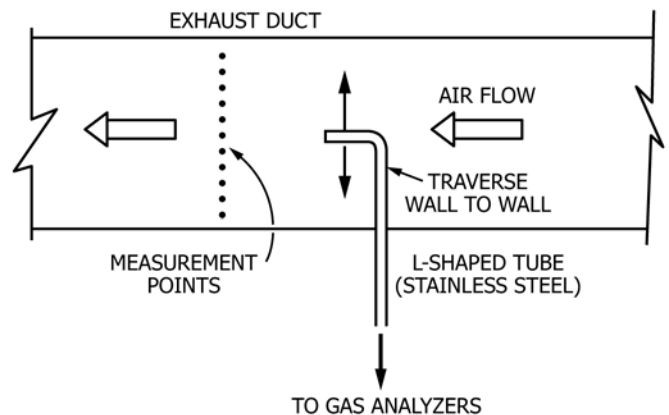 EXHAUST DUCT
AIR FLOW
TRAVERSE
WALL TO WALL
MEASUREMENT
POINTS
L-SHAPED TUBE
(STAINLESS STEEL)
TO GAS ANALYZERS